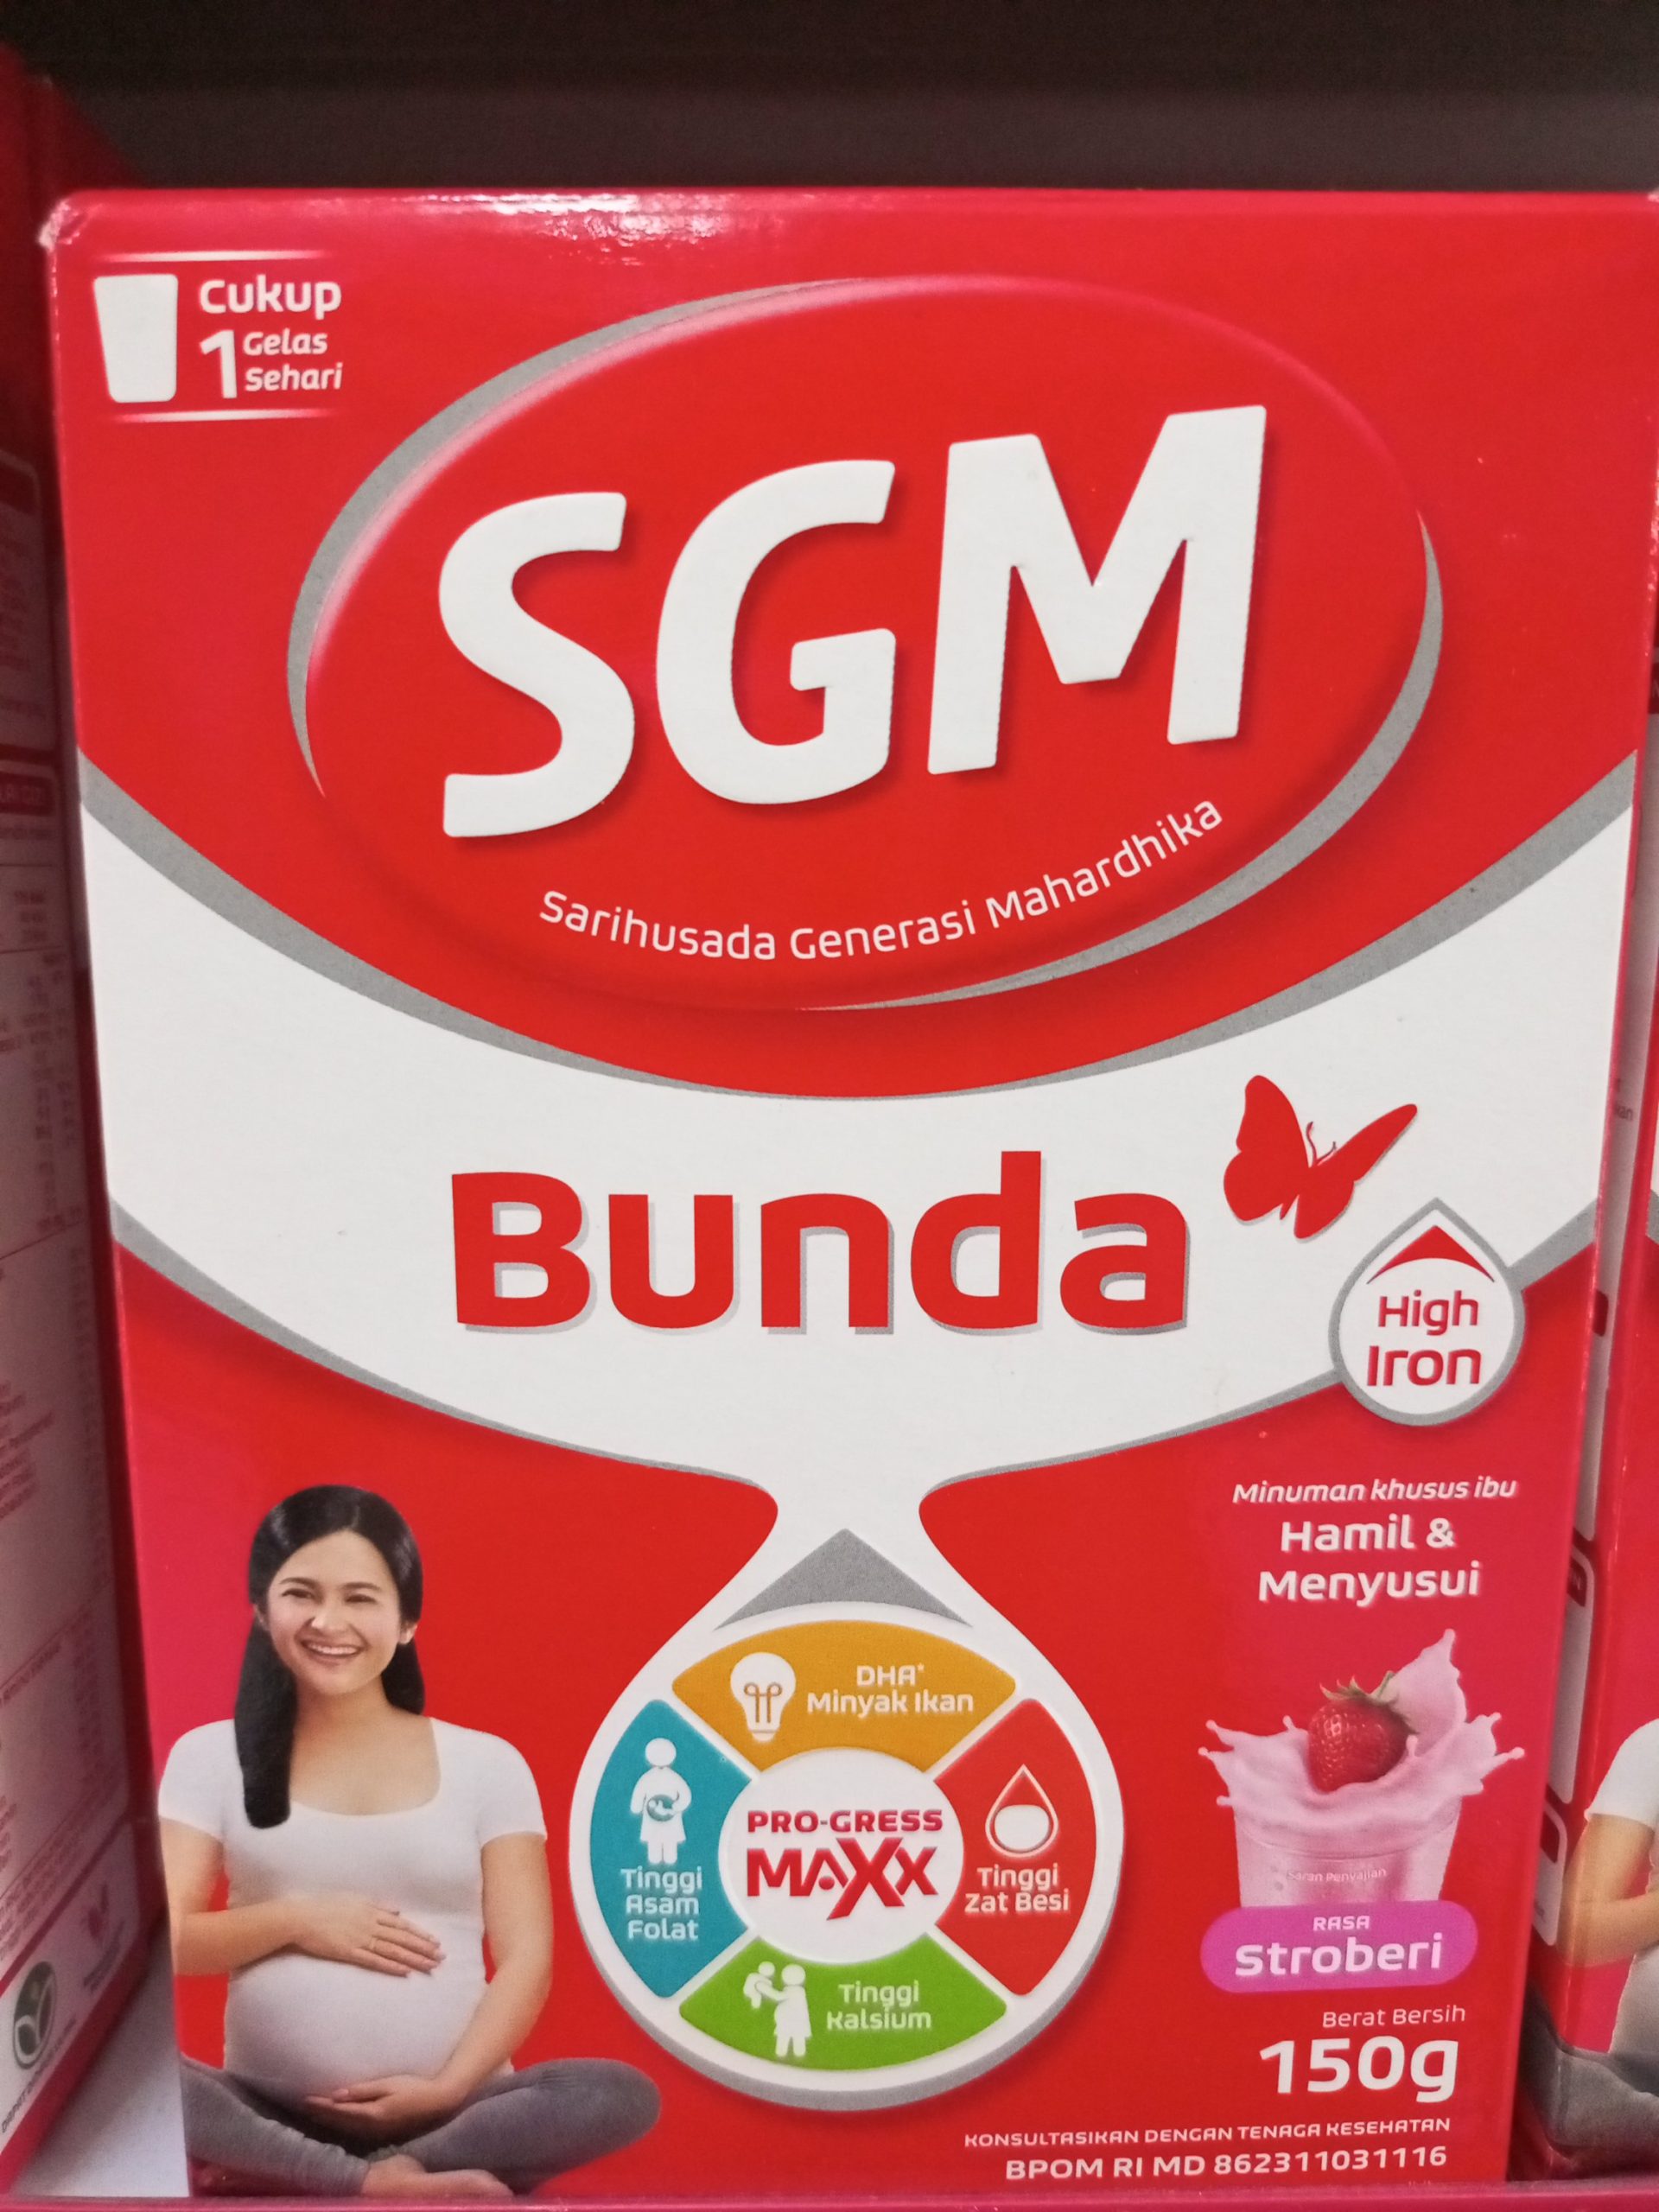 Cukup
1 Gelas
Sehari
SGM
Sarihusada Generasi Mahardhika
Bunda
High
Iron
Minuman khusus ibu
Hamil &
Menyusui
DHA*
Minyak Ikan
Tinggi
Asam
Folat
PRO-GRESS
MAXX
Tinggi
Zat Besi
Tinggi
Kalsium
Saran Penyajian
RASA
Stroberi
Berat Bersih
150g
KONSULTASIKAN DENGAN TENAGA KESEHATAN
BPOM RI MD 862311031116